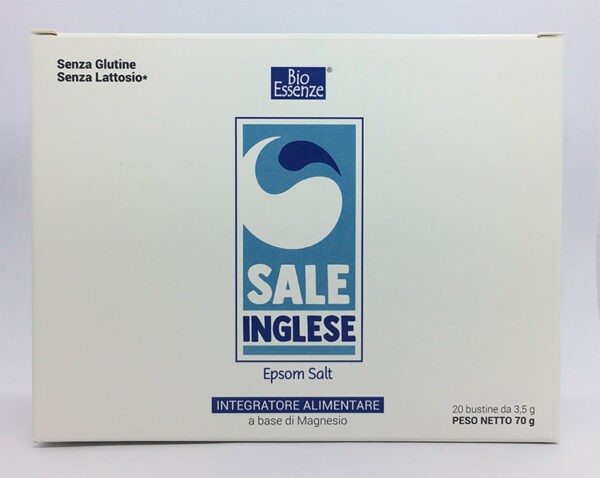 Senza Glutine
Senza Lattosio*
Bio
Essenze®
SALE
INGLESE
Epsom Salt
INTEGRATORE ALIMENTARE
a base di Magnesio
20 bustine da 3,5 g
PESO NETTO 70 g